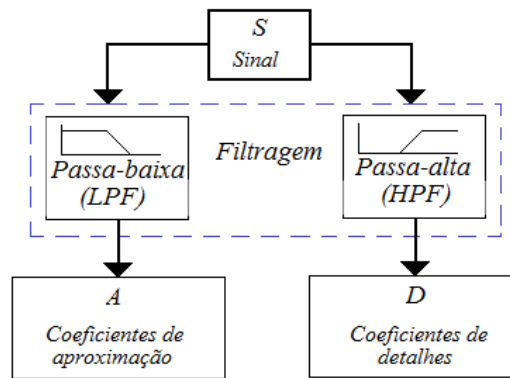 S
Sinal
Passa-baixa
(LPF)
Filtragem
Passa-alta
(HPF)
A
Coeficientes de
aproximação
D
Coeficientes de
detalhes